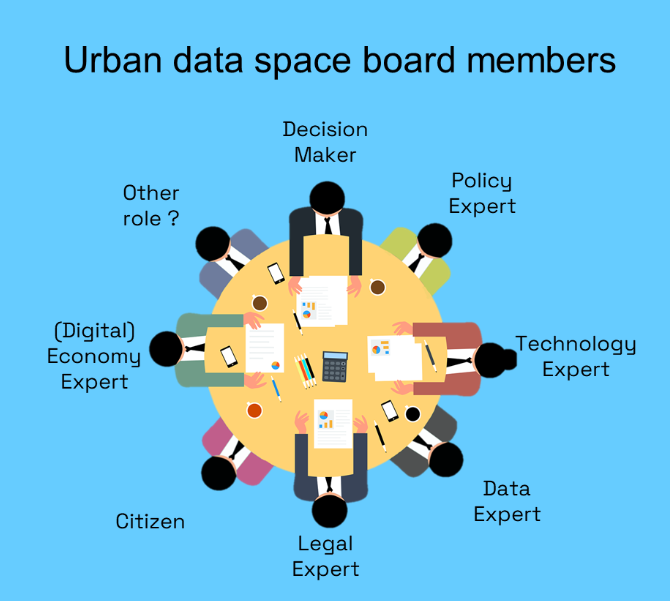 Urban data space board members
Decision
Maker
Policy
Expert
Other
role ?
(Digital)
Economy
Expert
Technology
Expert
Citizen
Data
Expert
Legal
Expert